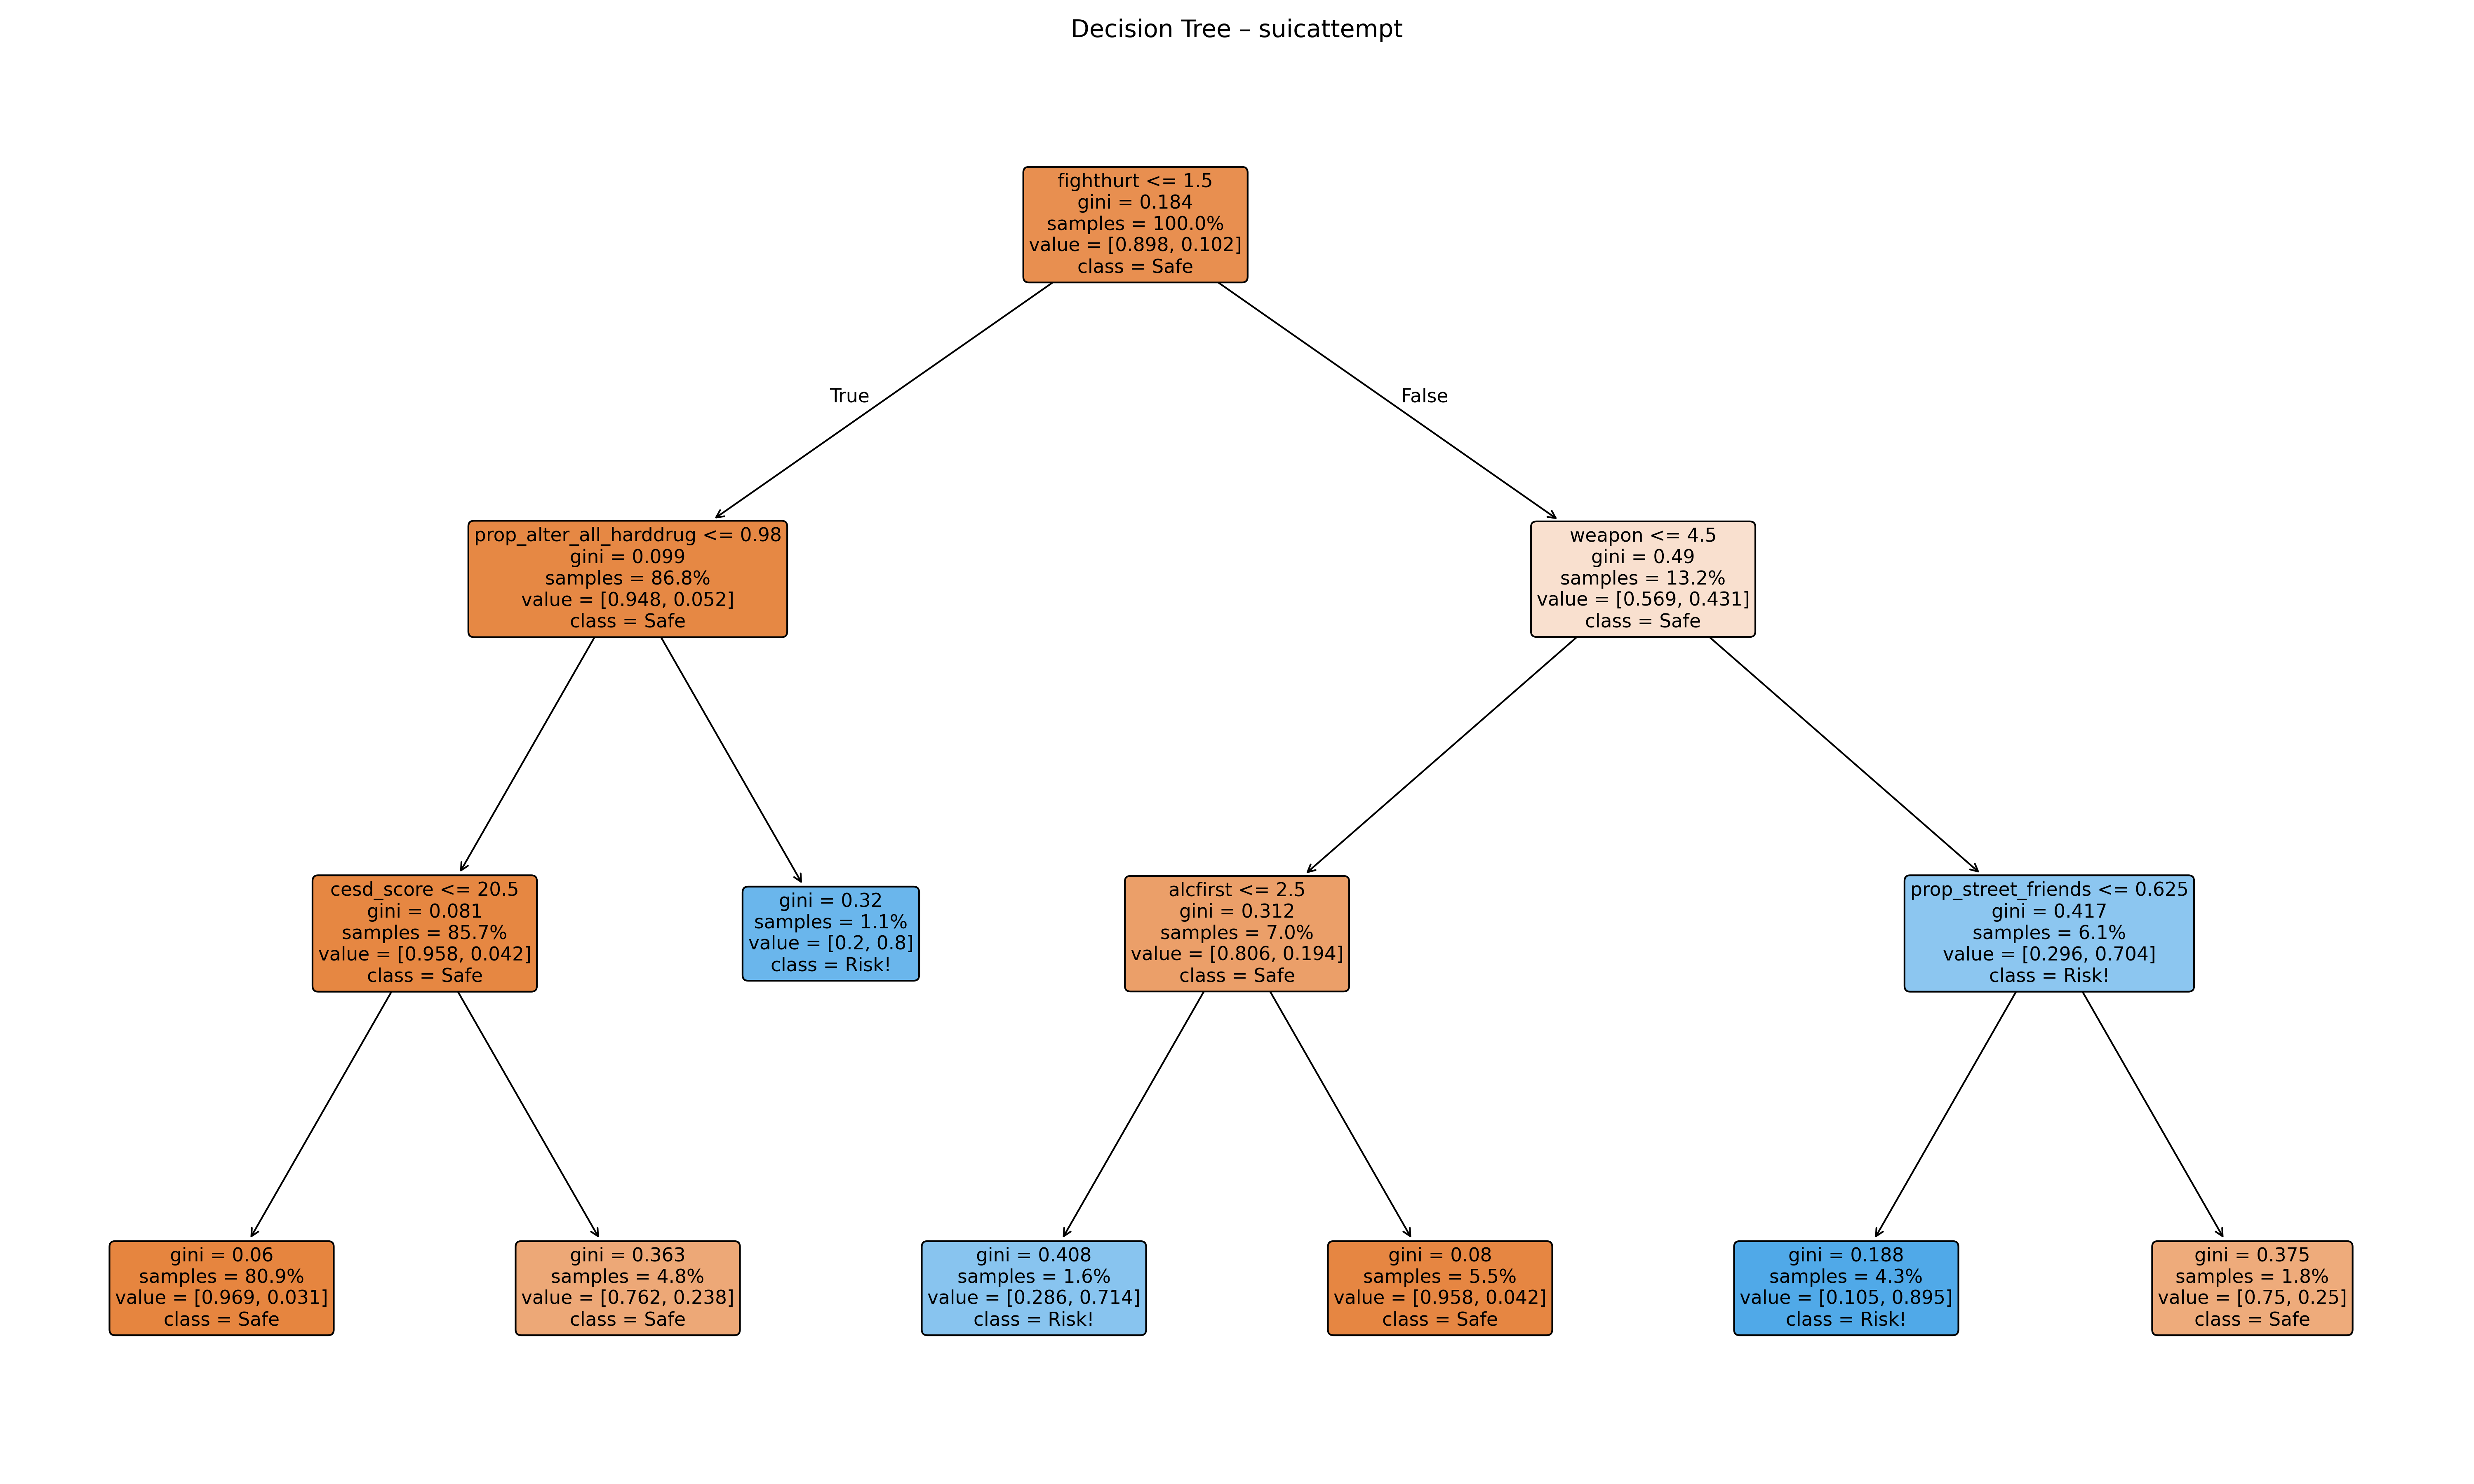 Decision Tree – suicattempt
fighthurt <= 1.5
gini = 0.184
samples = 100.0%
value = [0.898, 0.102]
class = Safe
True
False
prop_alter_all_harddrug <= 0.98
gini = 0.099
samples = 86.8%
value = [0.948, 0.052]
class = Safe
weapon <= 4.5
gini = 0.49
samples = 13.2%
value = [0.569, 0.431]
class = Safe
cesd_score <= 20.5
gini = 0.081
samples = 85.7%
value = [0.958, 0.042]
class = Safe
gini = 0.32
samples = 1.1%
value = [0.2, 0.8]
class = Risk!
alcfirst <= 2.5
gini = 0.312
samples = 7.0%
value = [0.806, 0.194]
class = Safe
prop_street_friends <= 0.625
gini = 0.417
samples = 6.1%
value = [0.296, 0.704]
class = Risk!
gini = 0.06
samples = 80.9%
value = [0.969, 0.031]
class = Safe
gini = 0.363
samples = 4.8%
value = [0.762, 0.238]
class = Safe
gini = 0.408
samples = 1.6%
value = [0.286, 0.714]
class = Risk!
gini = 0.08
samples = 5.5%
value = [0.958, 0.042]
class = Safe
gini = 0.188
samples = 4.3%
value = [0.105, 0.895]
class = Risk!
gini = 0.375
samples = 1.8%
value = [0.75, 0.25]
class = Safe